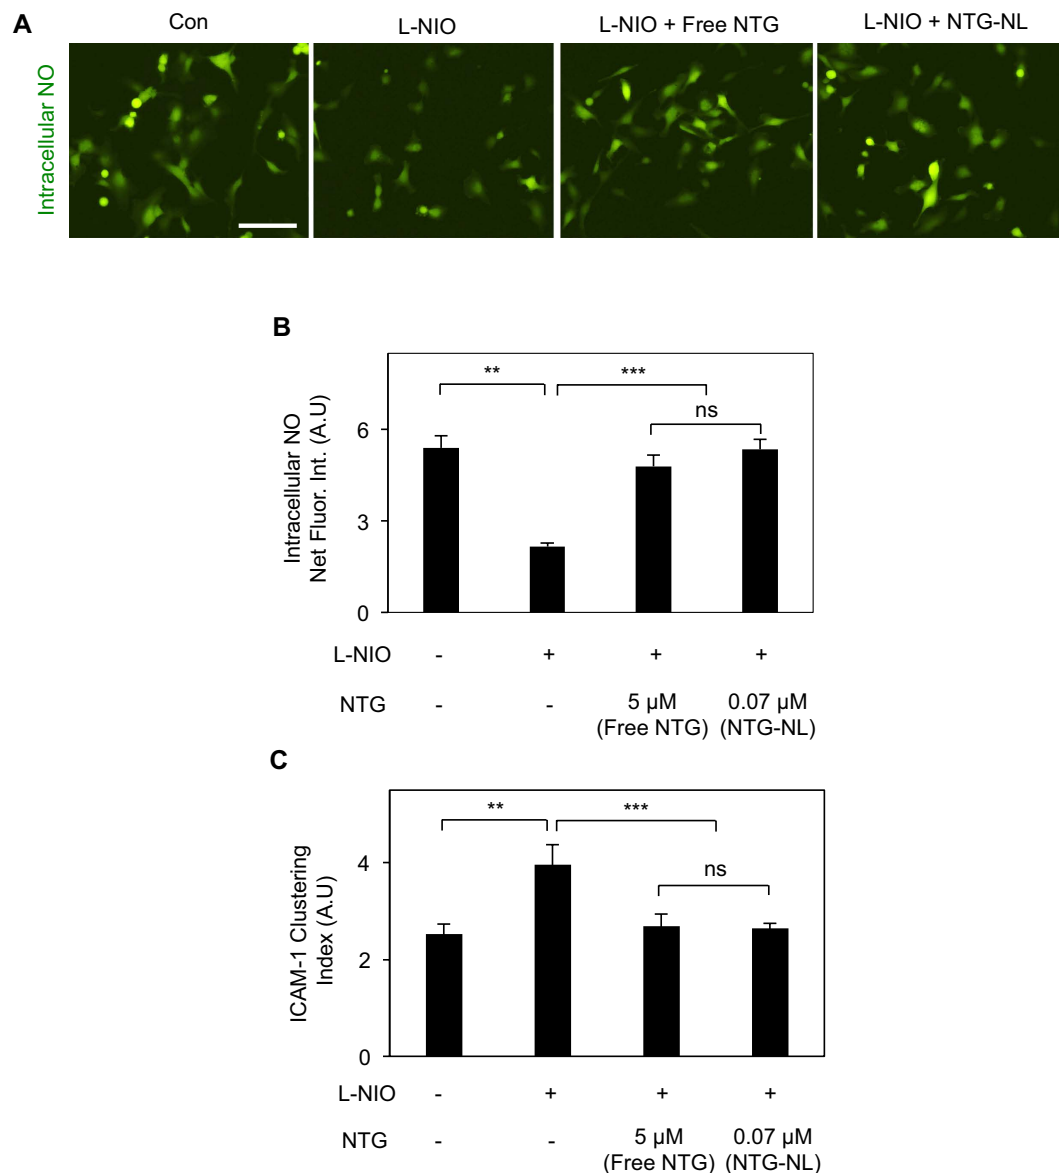 A
Con
L-NIO
L-NIO + Free NTG
L-NIO + NTG-NL
Intracellular NO
B
Intracellular NO
Net Fluor. Int. (A.U)
6
3
0
**
***
ns
L-NIO - + + +
NTG - - 5 µM 0.07 µM
(Free NTG) (NTG-NL)
C
ICAM-1 Clustering
Index (A.U)
4
2
0
**
***
ns
L-NIO - + + +
NTG - - 5 µM 0.07 µM
(Free NTG) (NTG-NL)